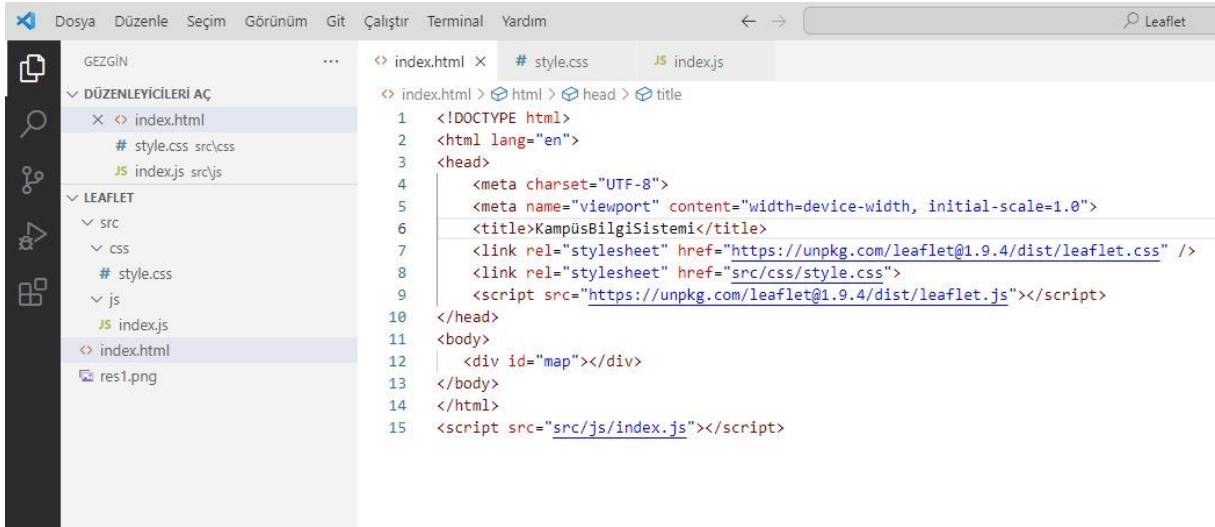 Dosya Düzenle Seçim Görünüm Git Çalıştır Terminal Yardım
Leaflet
GEZGİN
DÜZENLEYİCİLERİ AÇ
index.html
# style.css src\css
JS index.js src\js
LEAFLET
src
css
# style.css
js
JS index.js
<> index.html
res1.png
<> index.html
# style.css
JS index.js
<> index.html > html > head > title
1 <!DOCTYPE html>
2 <html lang="en">
3 <head>
4 <meta charset="UTF-8">
5 <meta name="viewport" content="width=device-width, initial-scale=1.0">
6 <title>KampüsBilgiSistemi</title>
7 <link rel="stylesheet" href="https://unpkg.com/leaflet@1.9.4/dist/leaflet.css" />
8 <link rel="stylesheet" href="src/css/style.css">
9 <script src="https://unpkg.com/leaflet@1.9.4/dist/leaflet.js"></script>
10 </head>
11 <body>
12 <div id="map"></div>
13 </body>
14 </html>
15 <script src="src/js/index.js"></script>